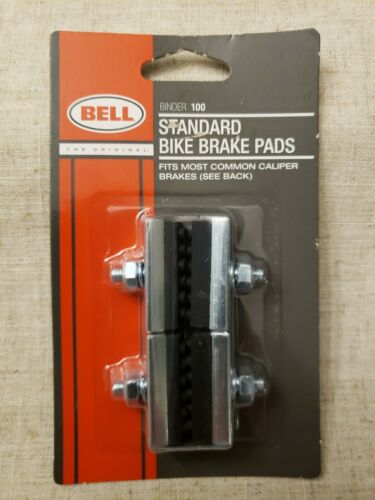 BELL
THE ORIGINAL.
BINDER 100
STANDARD
BIKE BRAKE PADS
FITS MOST COMMON CALIPER
BRAKES (SEE BACK)